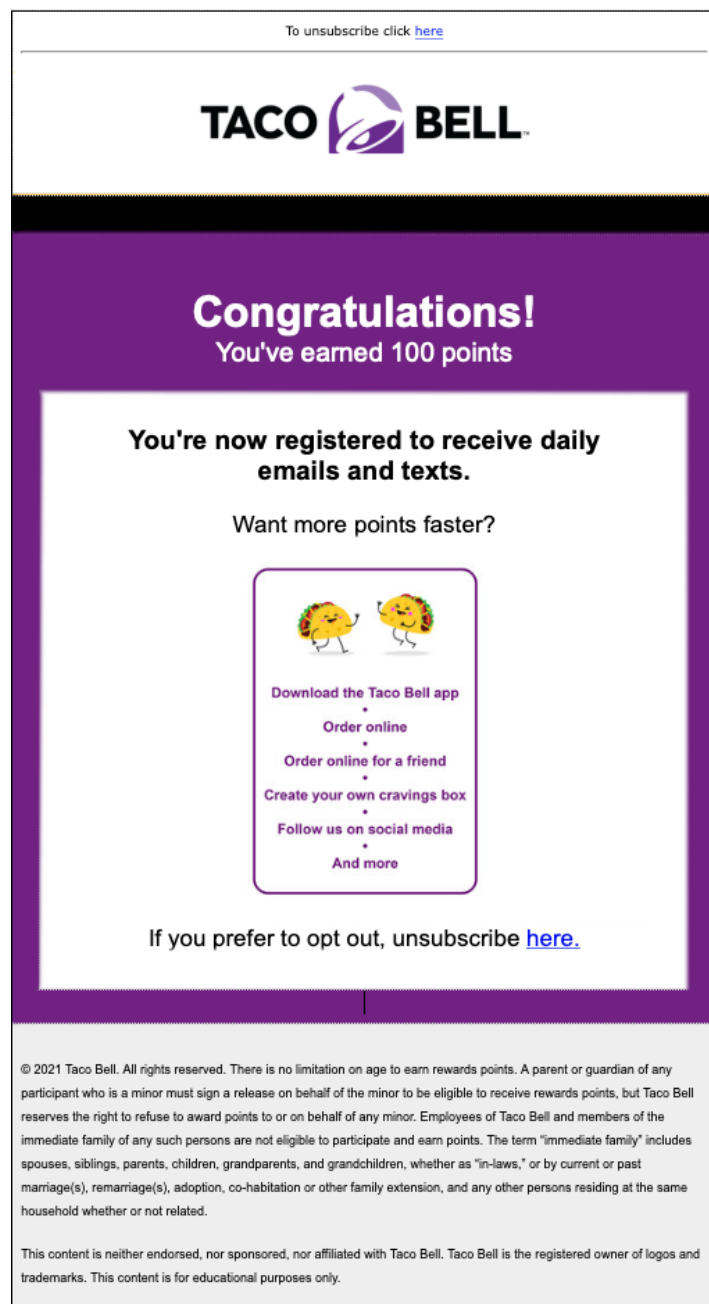 To unsubscribe click here
TACO BELL™
Congratulations!
You've earned 100 points
You're now registered to receive daily
emails and texts.
Want more points faster?
Download the Taco Bell app
•
Order online
•
Order online for a friend
•
Create your own cravings box
•
Follow us on social media
•
And more
If you prefer to opt out, unsubscribe here.
© 2021 Taco Bell. All rights reserved. There is no limitation on age to earn rewards points. A parent or guardian of any
participant who is a minor must sign a release on behalf of the minor to be eligible to receive rewards points, but Taco Bell
reserves the right to refuse to award points to or on behalf of any minor. Employees of Taco Bell and members of the
immediate family of any such persons are not eligible to participate and earn points. The term “immediate family” includes
spouses, siblings, parents, children, grandparents, and grandchildren, whether as “in-laws,” or by current or past
marriage(s), remarriage(s), adoption, co-habitation or other family extension, and any other persons residing at the same
household whether or not related.
This content is neither endorsed, nor sponsored, nor affiliated with Taco Bell. Taco Bell is the registered owner of logos and
trademarks. This content is for educational purposes only.